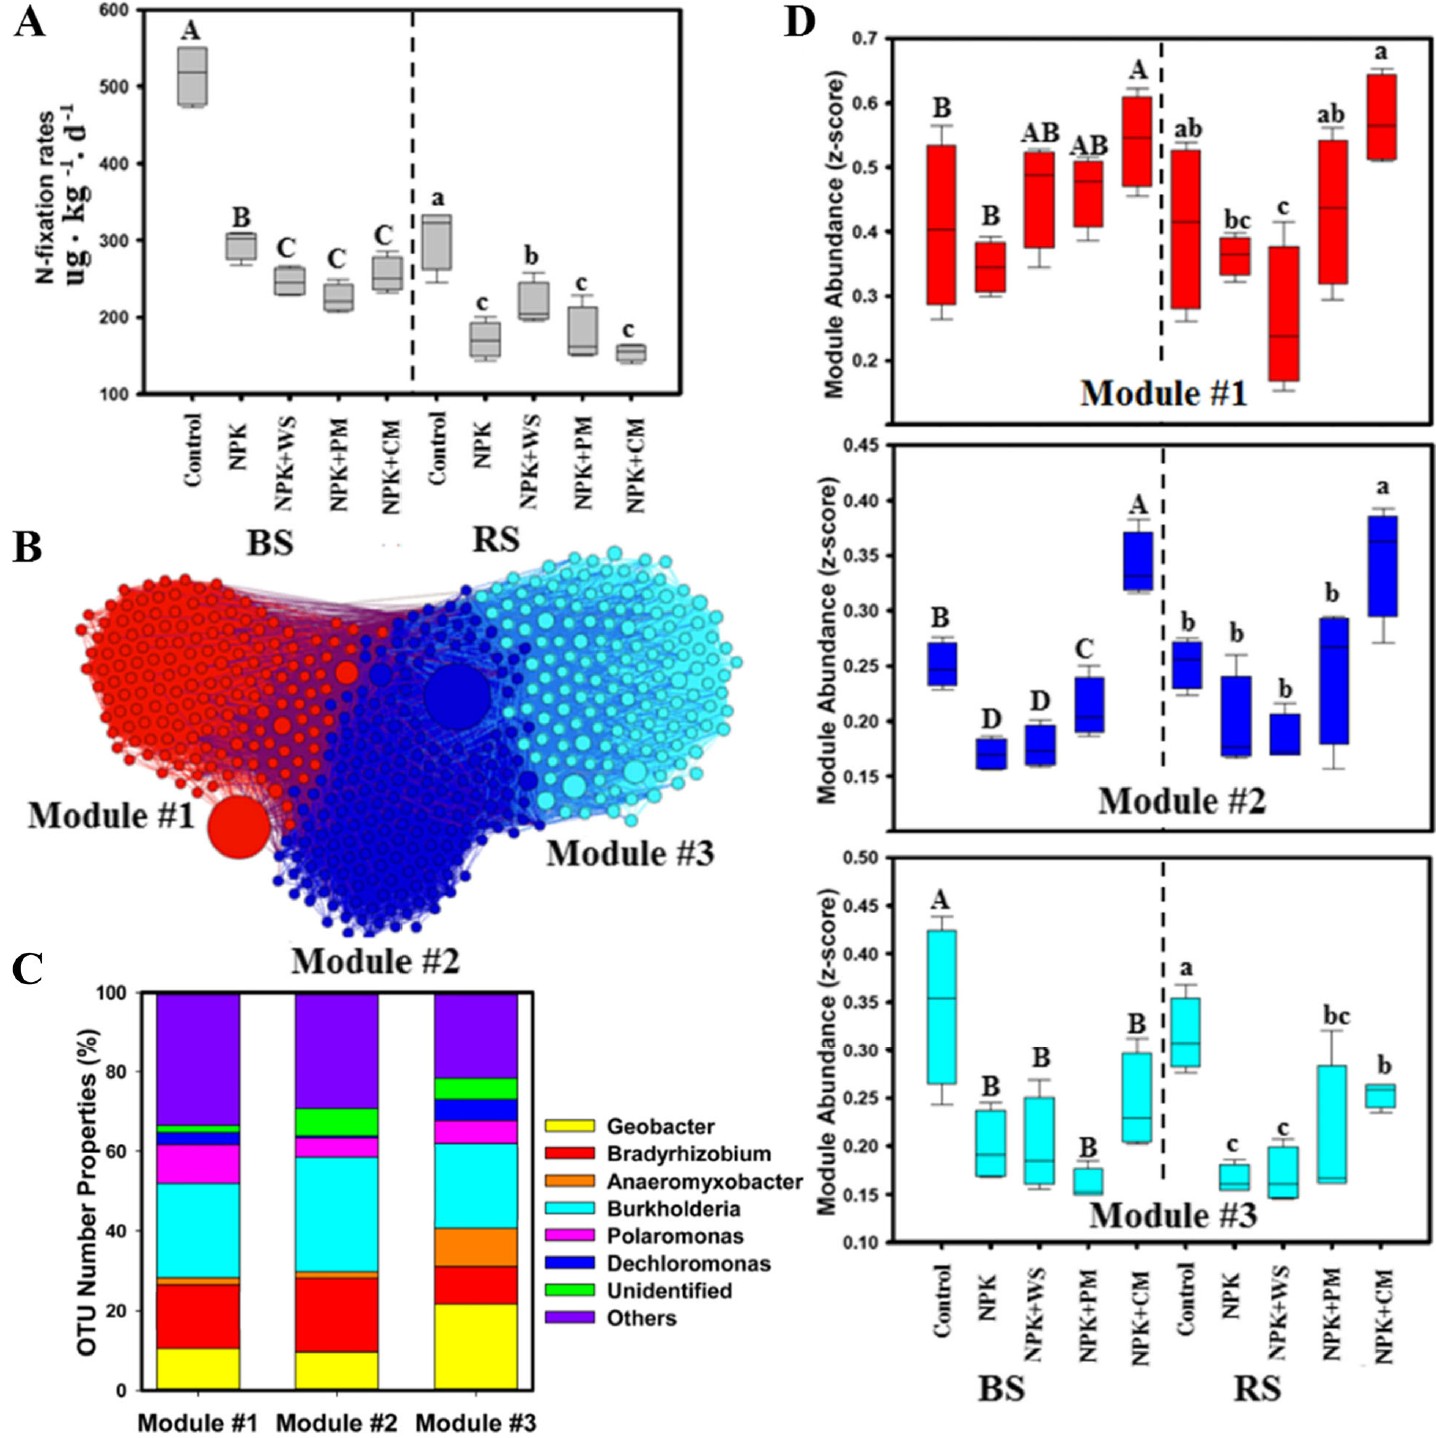 A
600
500
400
300
200
100
N-fixation rates
ug · kg -1 · d -1
A
B
C
C
C
a
c
b
c
c
Control
NPK
NPK+WS
NPK+PM
NPK+CM
Control
NPK
NPK+WS
NPK+PM
NPK+CM
BS
RS
B
Module #1
Module #2
Module #3
C
100
80
60
40
20
0
OTU Number Properties (%)
Module #1
Module #2
Module #3
Geobacter
Bradyrhizobium
Anaeromyxobacter
Burkholderia
Polaromonas
Dechloromonas
Unidentified
Others
D
0.7
0.6
0.5
0.4
0.3
0.2
Module Abundance (z-score)
B
B
AB
AB
A
ab
bc
c
ab
a
Module #1
0.45
0.40
0.35
0.30
0.25
0.20
0.15
Module Abundance (z-score)
B
D
D
C
A
b
b
b
b
a
Module #2
0.50
0.45
0.40
0.35
0.30
0.25
0.20
0.15
0.10
Module Abundance (z-score)
A
B
B
B
B
a
c
c
bc
b
Module #3
Control
NPK
NPK+WS
NPK+PM
NPK+CM
Control
NPK
NPK+WS
NPK+PM
NPK+CM
BS
RS